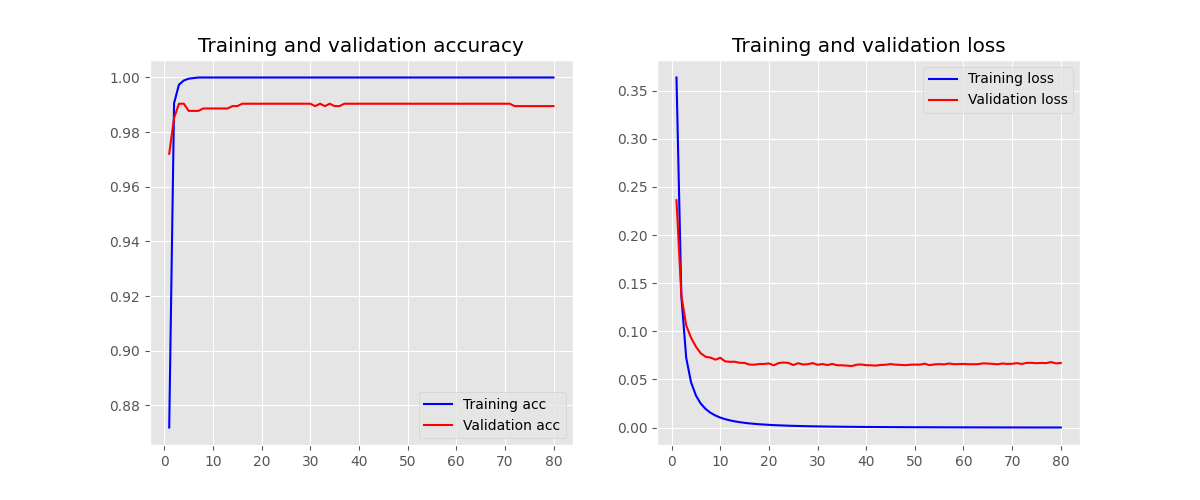 Training and validation accuracy
1.00
0.98
0.96
0.94
0.92
0.90
0.88
Training acc
Validation acc
0 10 20 30 40 50 60 70 80
Training and validation loss
Training loss
Validation loss
0.35
0.30
0.25
0.20
0.15
0.10
0.05
0.00
0 10 20 30 40 50 60 70 80